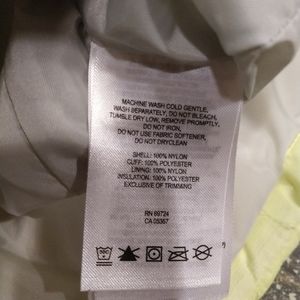 MACHINE WASH COLD GENTLE,
WASH SEPARATELY, DO NOT BLEACH,
TUMBLE DRY LOW, REMOVE PROMPTLY,
DO NOT IRON,
DO NOT USE FABRIC SOFTENER,
DO NOT DRYCLEAN
SHELL: 100% NYLON
CUFF: 100% POLYESTER
LINING: 100% NYLON
INSULATION: 100% POLYESTER
EXCLUSIVE OF TRIMMING
RN 69724
CA 05367